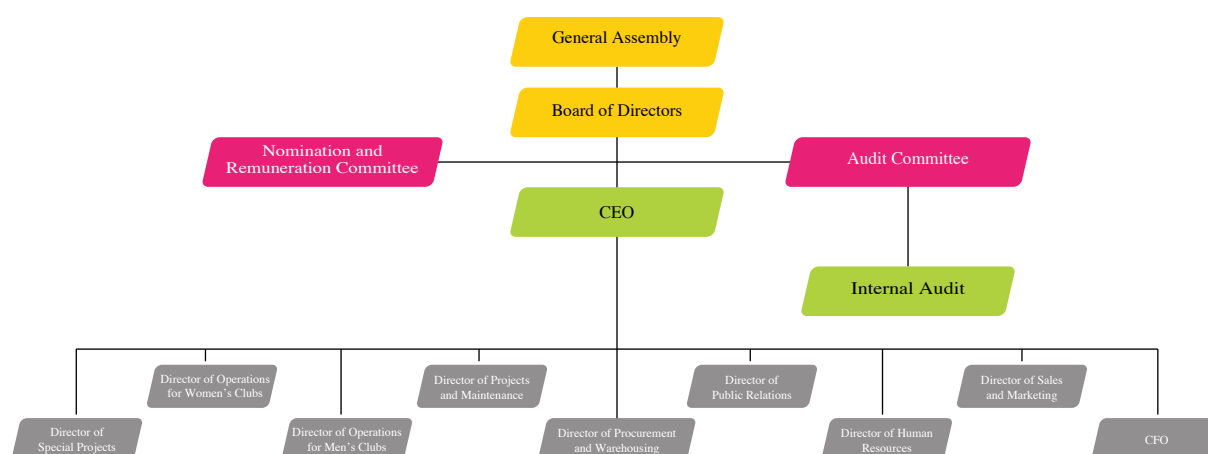 General Assembly
Board of Directors
Nomination and
Remuneration Committee
Audit Committee
CEO
Internal Audit
Director of Operations
for Women’s Clubs
Director of Projects
and Maintenance
Director of
Public Relations
Director of Sales
and Marketing
Director of
Special Projects
Director of Operations
for Men’s Clubs
Director of Procurement
and Warehousing
Director of Human
Resources
CFO